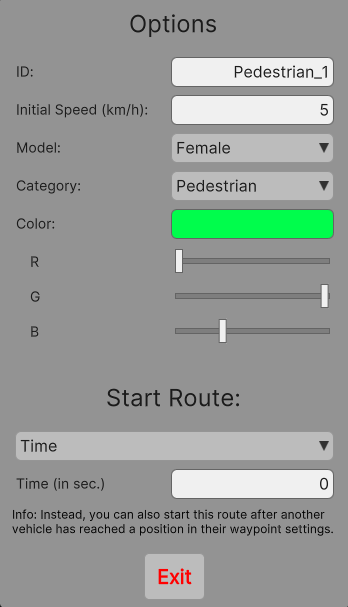 Options
ID: Pedestrian_1
Initial Speed (km/h): 5
Model: Female
Category: Pedestrian
Color:
R
G
B
Start Route:
Time
Time (in sec.) 0
Info: Instead, you can also start this route after another
vehicle has reached a position in their waypoint settings.
Exit